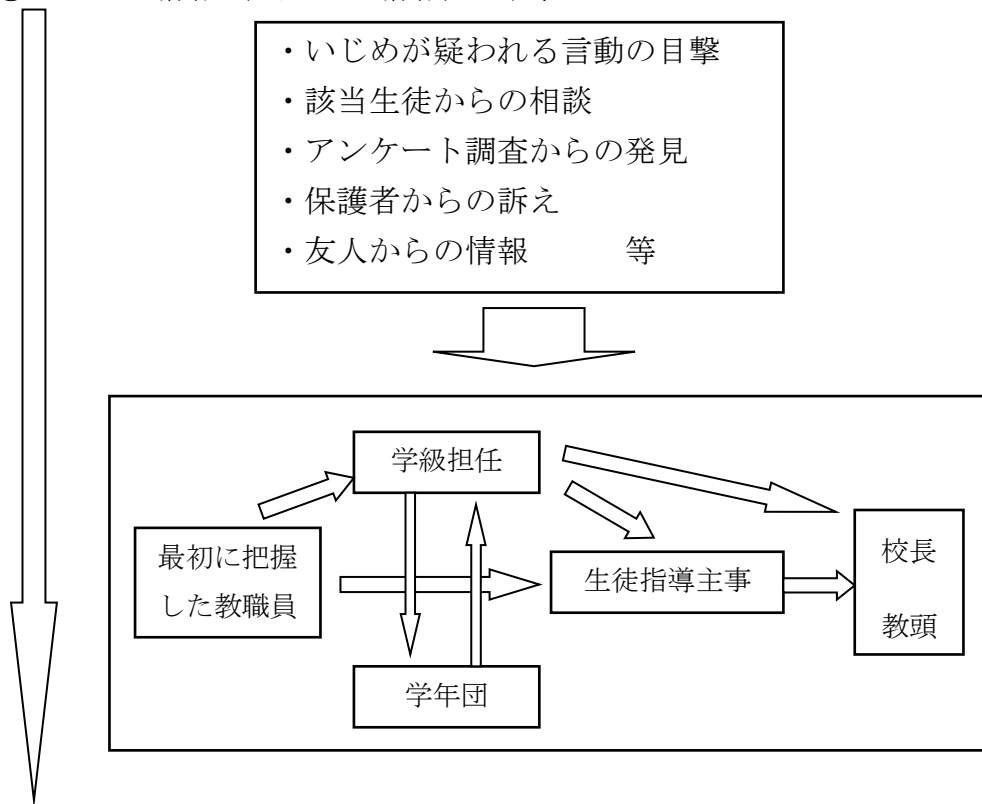 ・いじめが疑われる言動の目撃
・該当生徒からの相談
・アンケート調査からの発見
・保護者からの訴え
・友人からの情報　　　等
学級担任
最初に把握
した教職員
生徒指導主事
校長
教頭
学年団